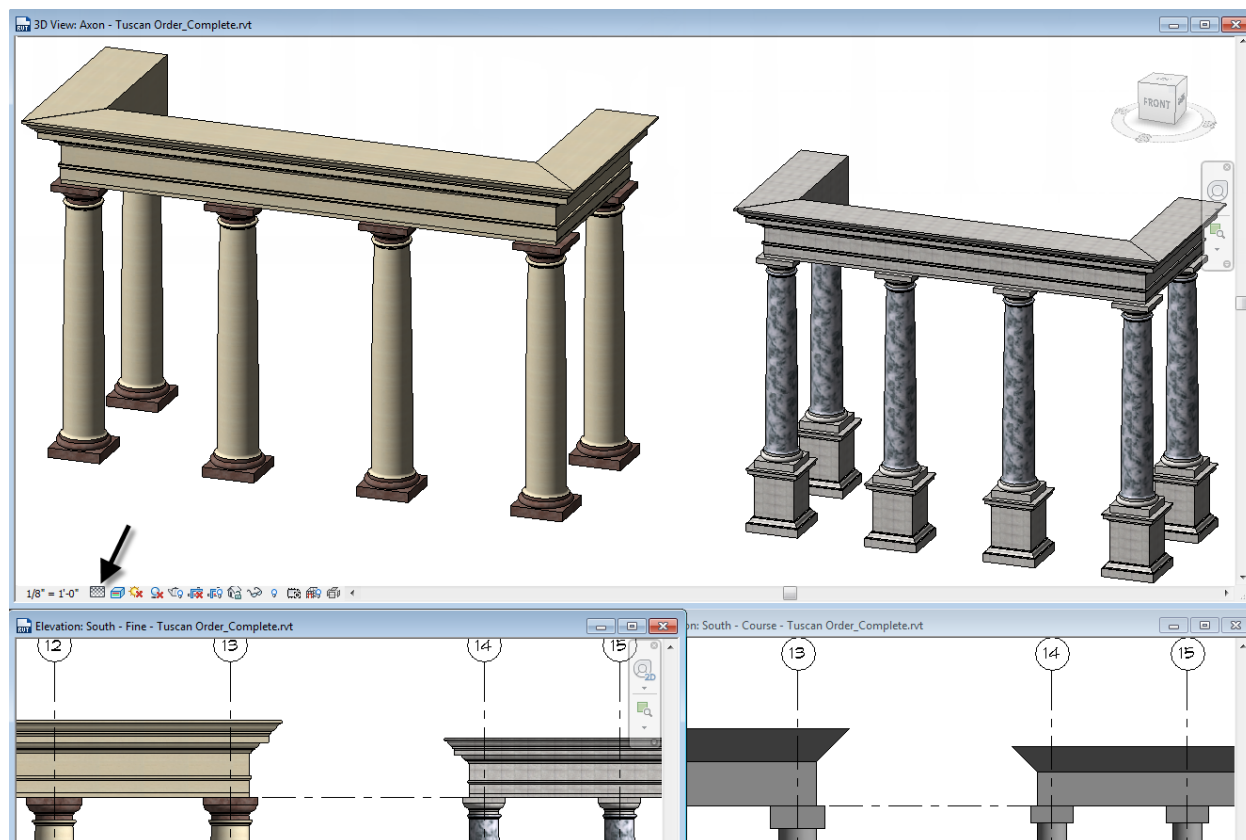 3D View: Axon - Tuscan Order_Complete.rvt
FRONT
1/8" = 1'-0"
Elevation: South - Fine - Tuscan Order_Complete.rvt
on: South - Course - Tuscan Order_Complete.rvt
12 13 14 15
2D
13 14 15